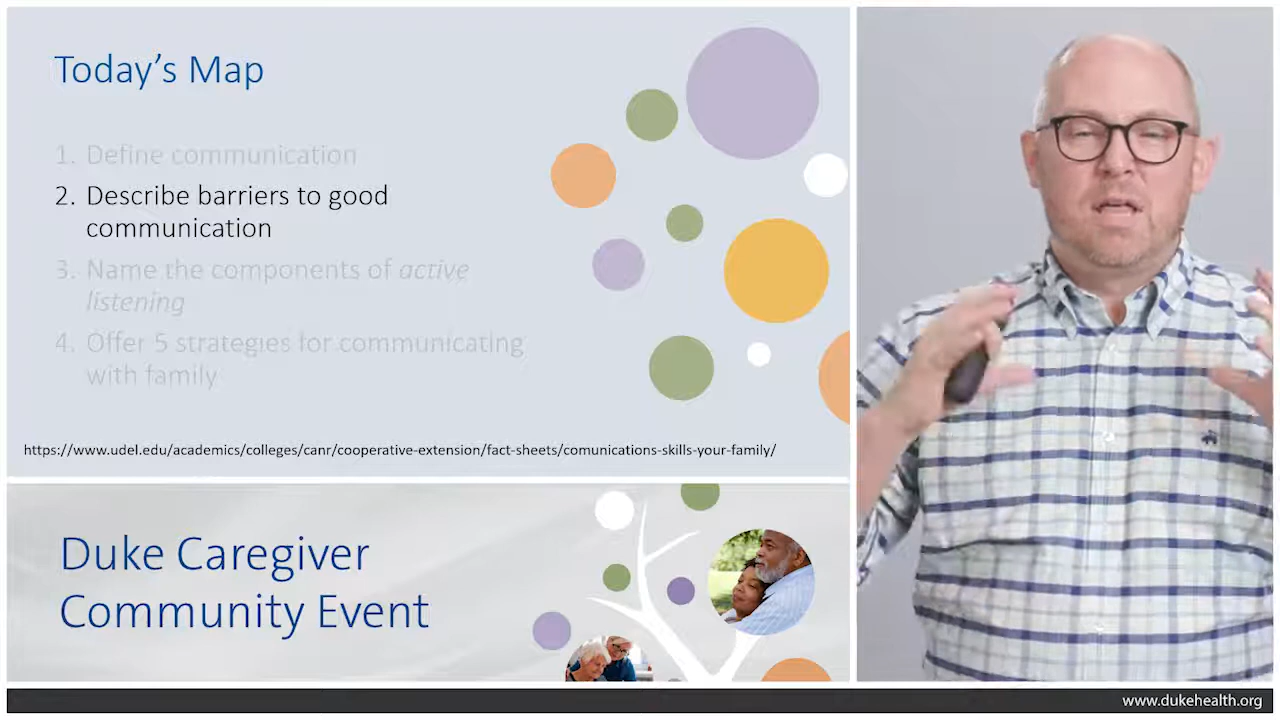 Today's Map
1. Define communication
2. Describe barriers to good
communication
3. Name the components of active
listening
4. Offer 5 strategies for communicating
with family
https://www.udel.edu/academics/colleges/canr/cooperative-extension/fact-sheets/comunications-skills-your-family/
Duke Caregiver
Community Event
www.dukehealth.org